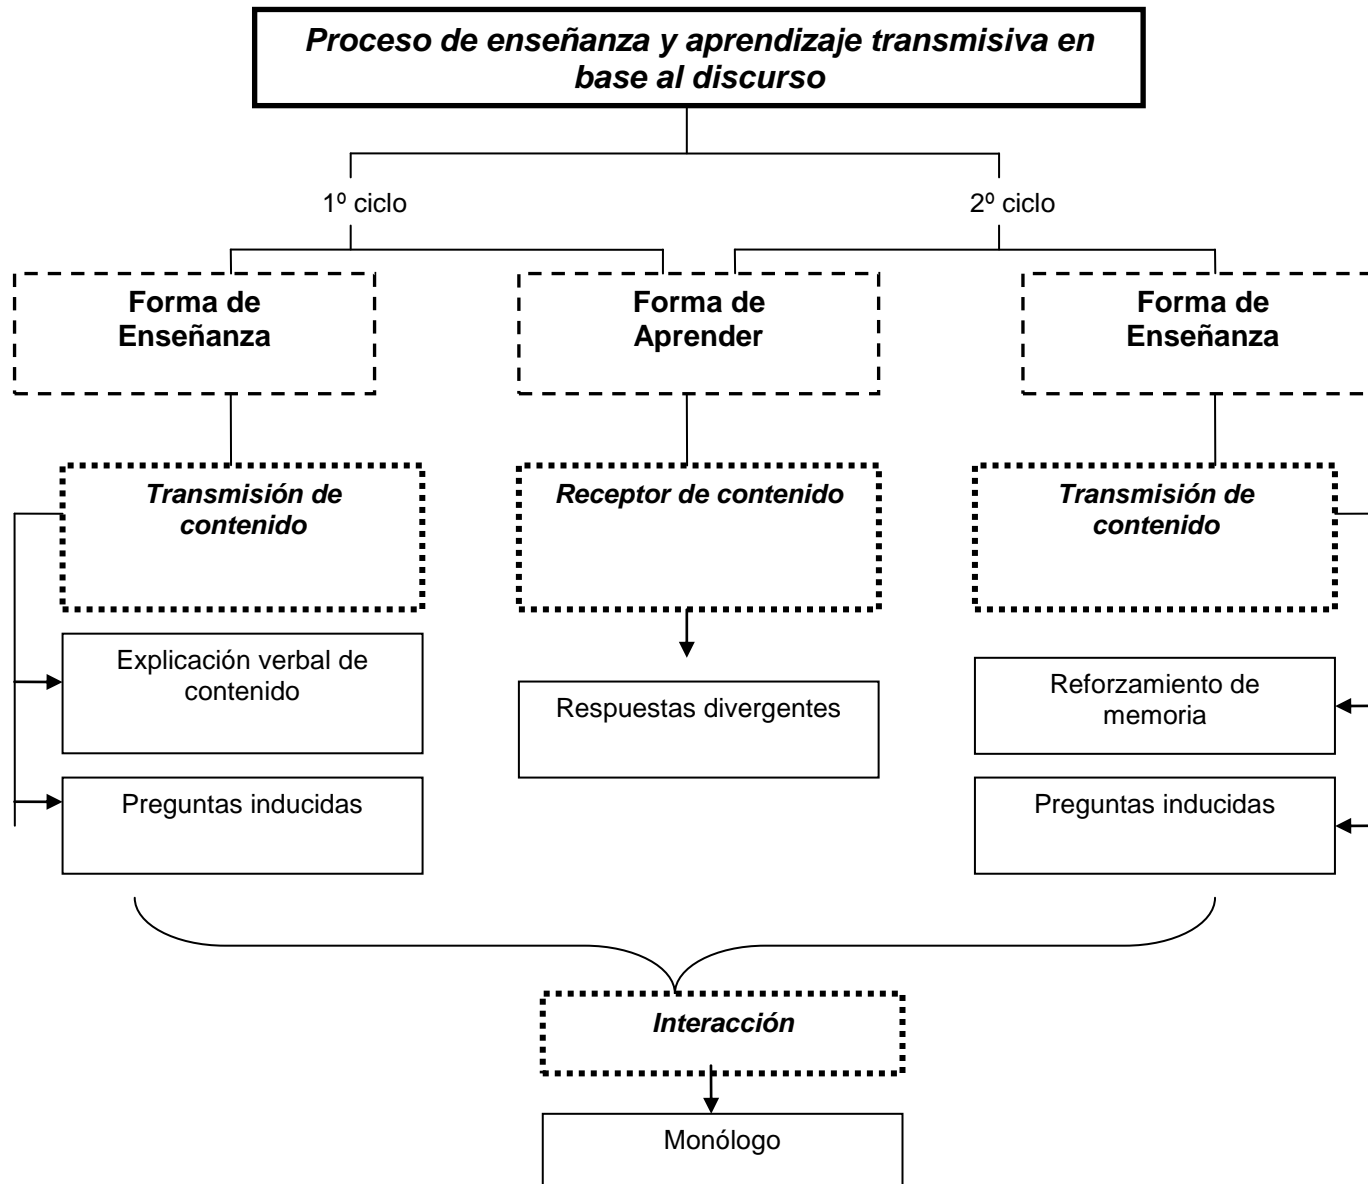 Proceso de enseñanza y aprendizaje transmisiva en
base al discurso
1º ciclo
2º ciclo
Forma de
Enseñanza
Forma de
Aprender
Forma de
Enseñanza
Transmisión de
contenido
Receptor de contenido
Transmisión de
contenido
Explicación verbal de
contenido
Respuestas divergentes
Reforzamiento de
memoria
Preguntas inducidas
Preguntas inducidas
Interacción
Monólogo